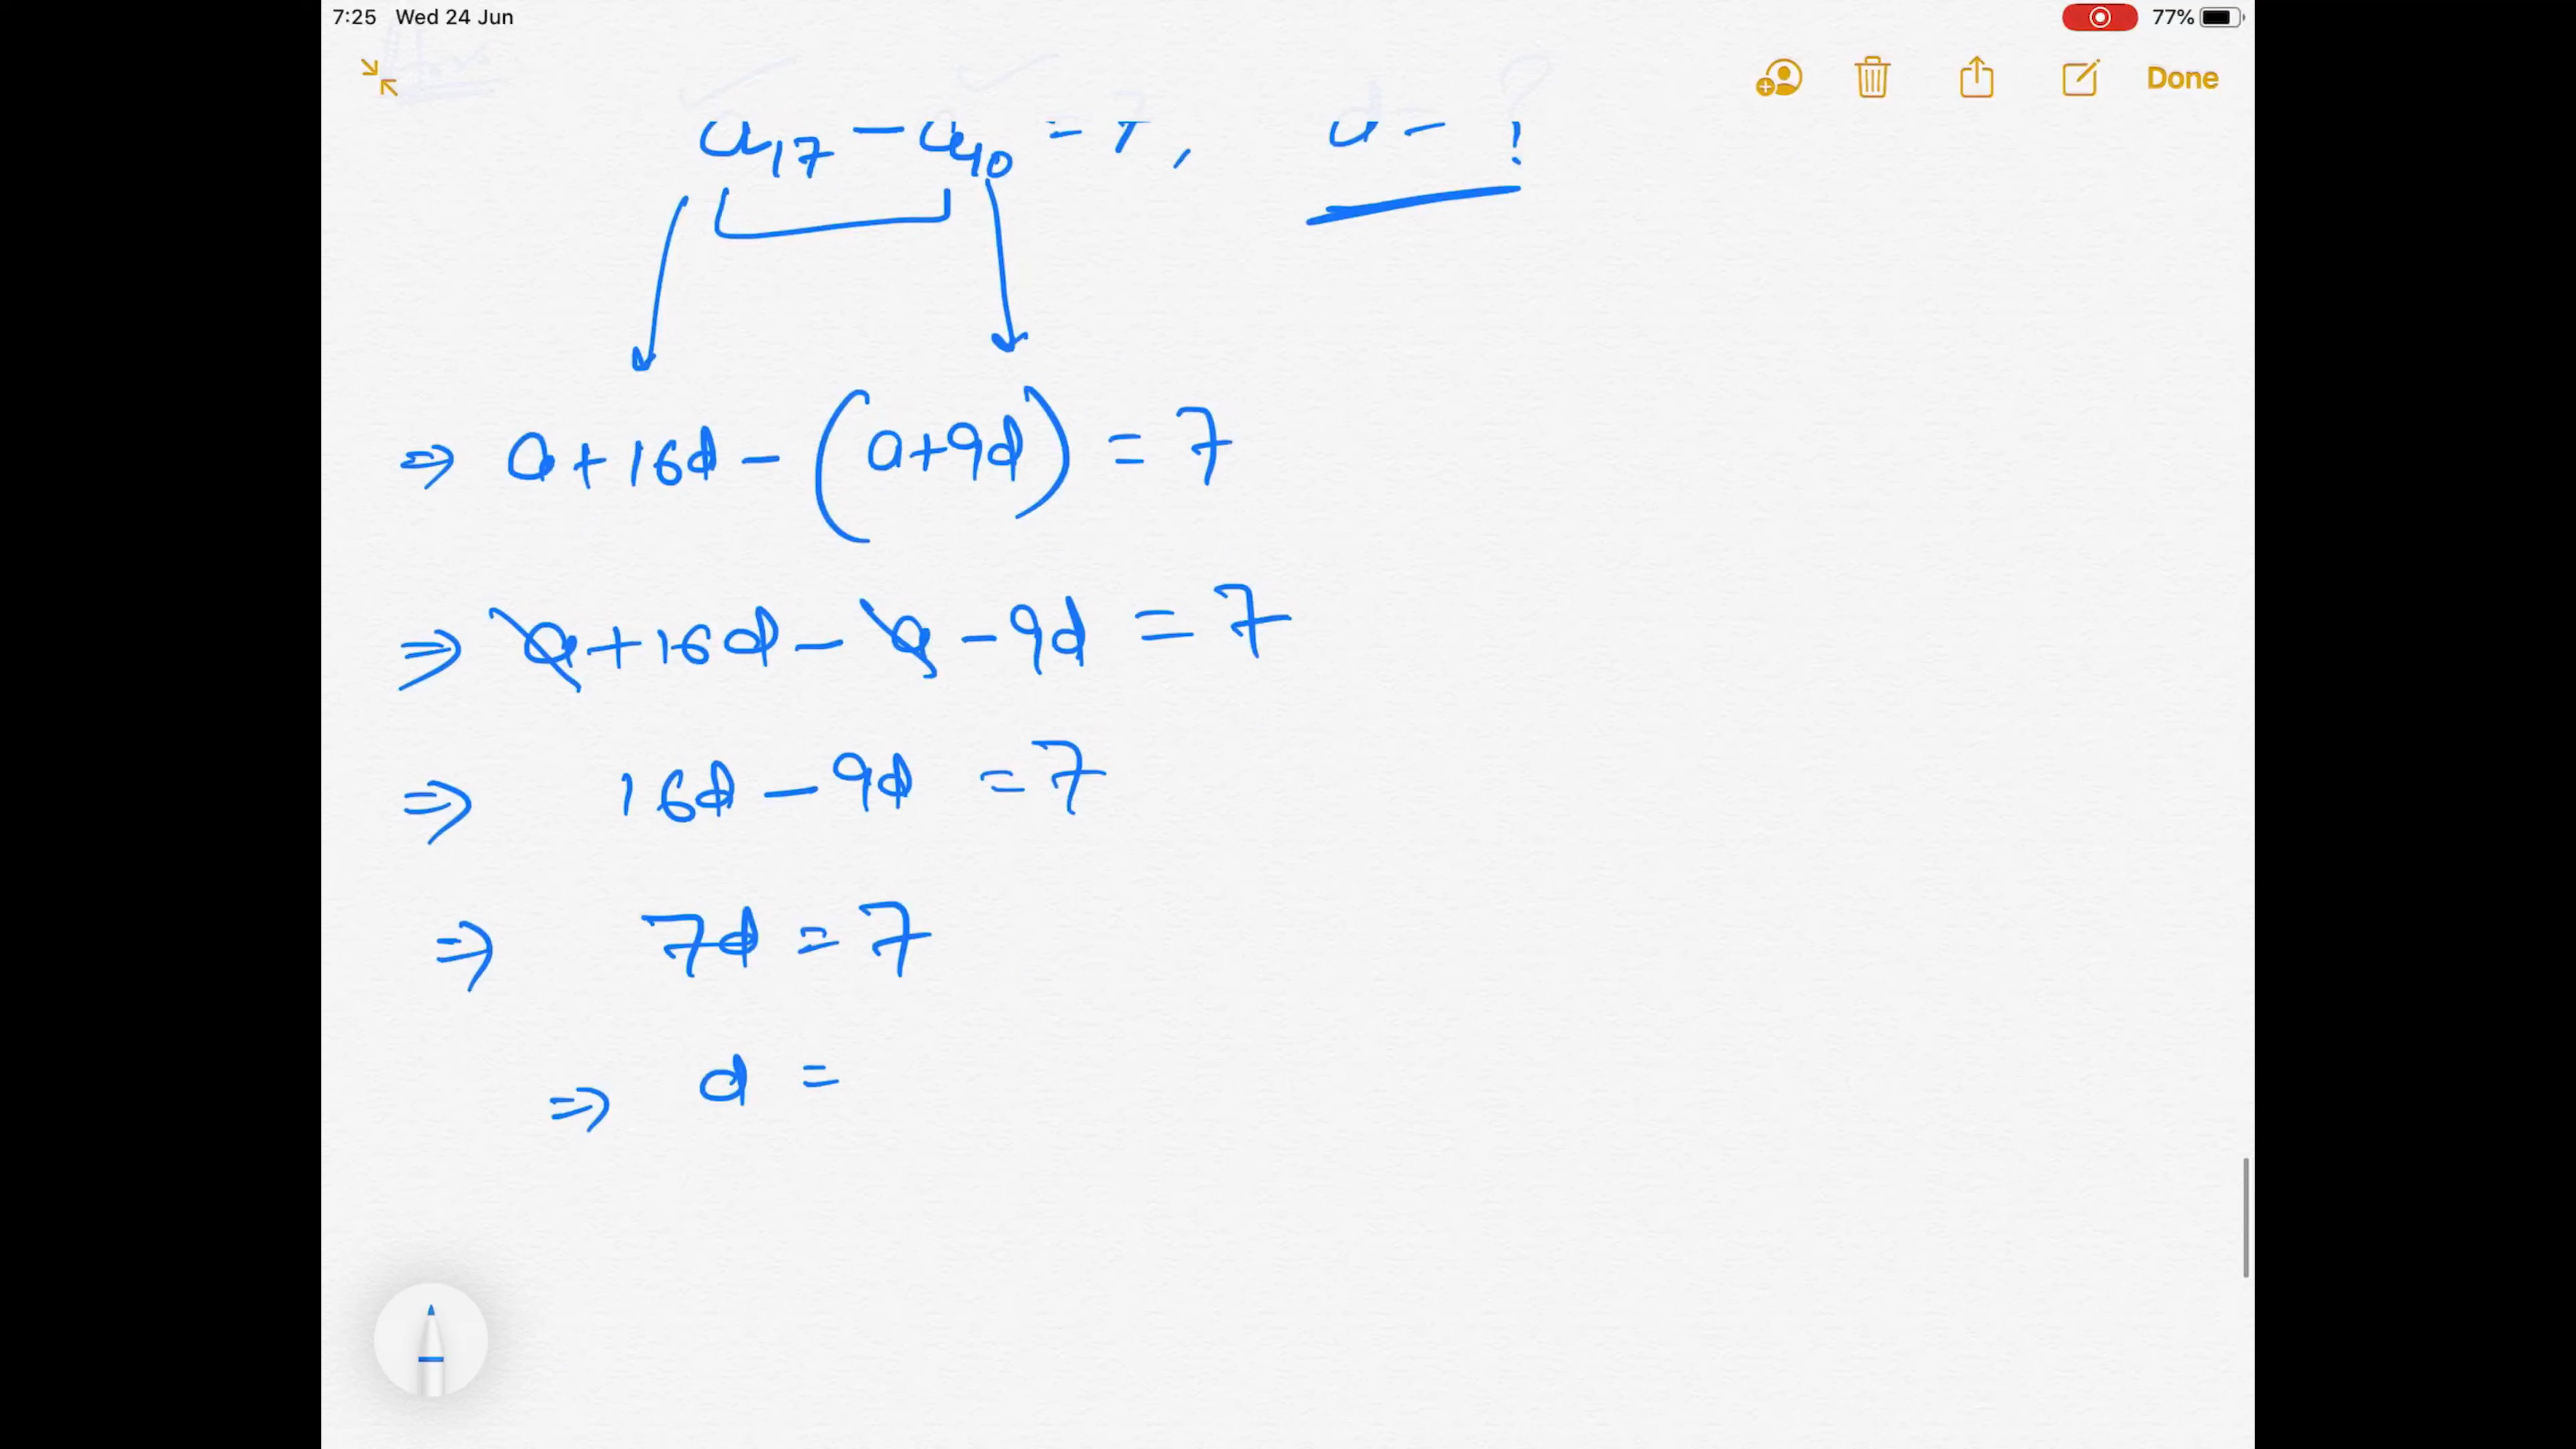 7:25 Wed 24 Jun 77%
Done
a₁₇ - a₁₀ = 7, d = ?
⇒ a + 16d - (a + 9d) = 7
⇒ a + 16d - a - 9d = 7
⇒ 16d - 9d = 7
⇒ 7d = 7
⇒ d =